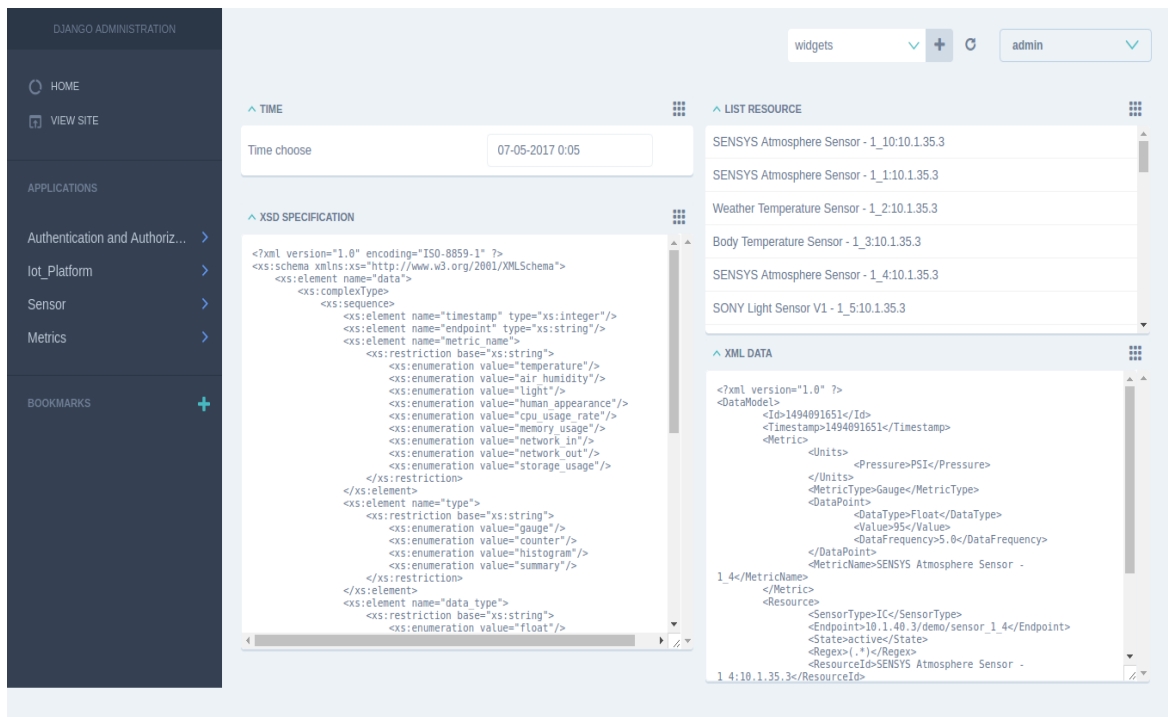 DJANGO ADMINISTRATION
HOME
VIEW SITE
APPLICATIONS
Authentication and Authoriz...
Iot_Platform
Sensor
Metrics
BOOKMARKS
widgets
admin
TIME
Time choose
07-05-2017 0:05
XSD SPECIFICATION
<?xml version="1.0" encoding="ISO-8859-1" ?>
<xs:schema xmlns:xs="http://www.w3.org/2001/XMLSchema">
<xs:element name="data">
<xs:complexType>
<xs:sequence>
<xs:element name="timestamp" type="xs:integer"/>
<xs:element name="endpoint" type="xs:string"/>
<xs:element name="metric_name">
<xs:restriction base="xs:string">
<xs:enumeration value="temperature"/>
<xs:enumeration value="air_humidity"/>
<xs:enumeration value="light"/>
<xs:enumeration value="human_appearance"/>
<xs:enumeration value="cpu_usage_rate"/>
<xs:enumeration value="memory_usage"/>
<xs:enumeration value="network_in"/>
<xs:enumeration value="network_out"/>
<xs:enumeration value="storage_usage"/>
</xs:restriction>
</xs:element>
<xs:element name="type">
<xs:restriction base="xs:string">
<xs:enumeration value="gauge"/>
<xs:enumeration value="counter"/>
<xs:enumeration value="histogram"/>
<xs:enumeration value="summary"/>
</xs:restriction>
</xs:element>
<xs:element name="data_type">
<xs:restriction base="xs:string">
<xs:enumeration value="float"/>
LIST RESOURCE
SENSYS Atmosphere Sensor - 1_10:10.1.35.3
SENSYS Atmosphere Sensor - 1_1:10.1.35.3
Weather Temperature Sensor - 1_2:10.1.35.3
Body Temperature Sensor - 1_3:10.1.35.3
SENSYS Atmosphere Sensor - 1_4:10.1.35.3
SONY Light Sensor V1 - 1_5:10.1.35.3
XML DATA
<?xml version="1.0" ?>
<DataModel>
<Id>1494091651</Id>
<Timestamp>1494091651</Timestamp>
<Metric>
<Units>
<Pressure>PSI</Pressure>
</Units>
<MetricType>Gauge</MetricType>
<DataPoint>
<DataType>Float</DataType>
<Value>95</Value>
<DataFrequency>5.0</DataFrequency>
</DataPoint>
<MetricName>SENSYS Atmosphere Sensor -
1_4</MetricName>
</Metric>
<Resource>
<SensorType>IC</SensorType>
<Endpoint>10.1.40.3/demo/sensor_1_4</Endpoint>
<State>active</State>
<Regex>(.*)</Regex>
<ResourceId>SENSYS Atmosphere Sensor -
1_4:10.1.35.3</ResourceId>